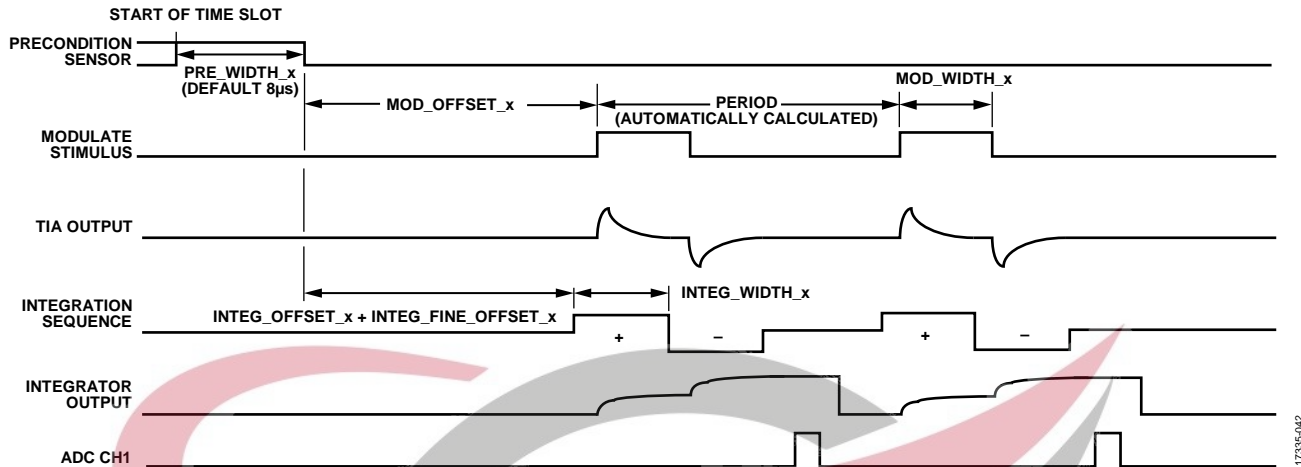 START OF TIME SLOT
PRECONDITION
SENSOR
PRE_WIDTH_x
(DEFAULT 8µs)
MOD_OFFSET_x
PERIOD
(AUTOMATICALLY CALCULATED)
MOD_WIDTH_x
MODULATE
STIMULUS
TIA OUTPUT
INTEGRATION
SEQUENCE
INTEG_OFFSET_x + INTEG_FINE_OFFSET_x
INTEG_WIDTH_x
+
–
+
–
INTEGRATOR
OUTPUT
ADC CH1
17335-042